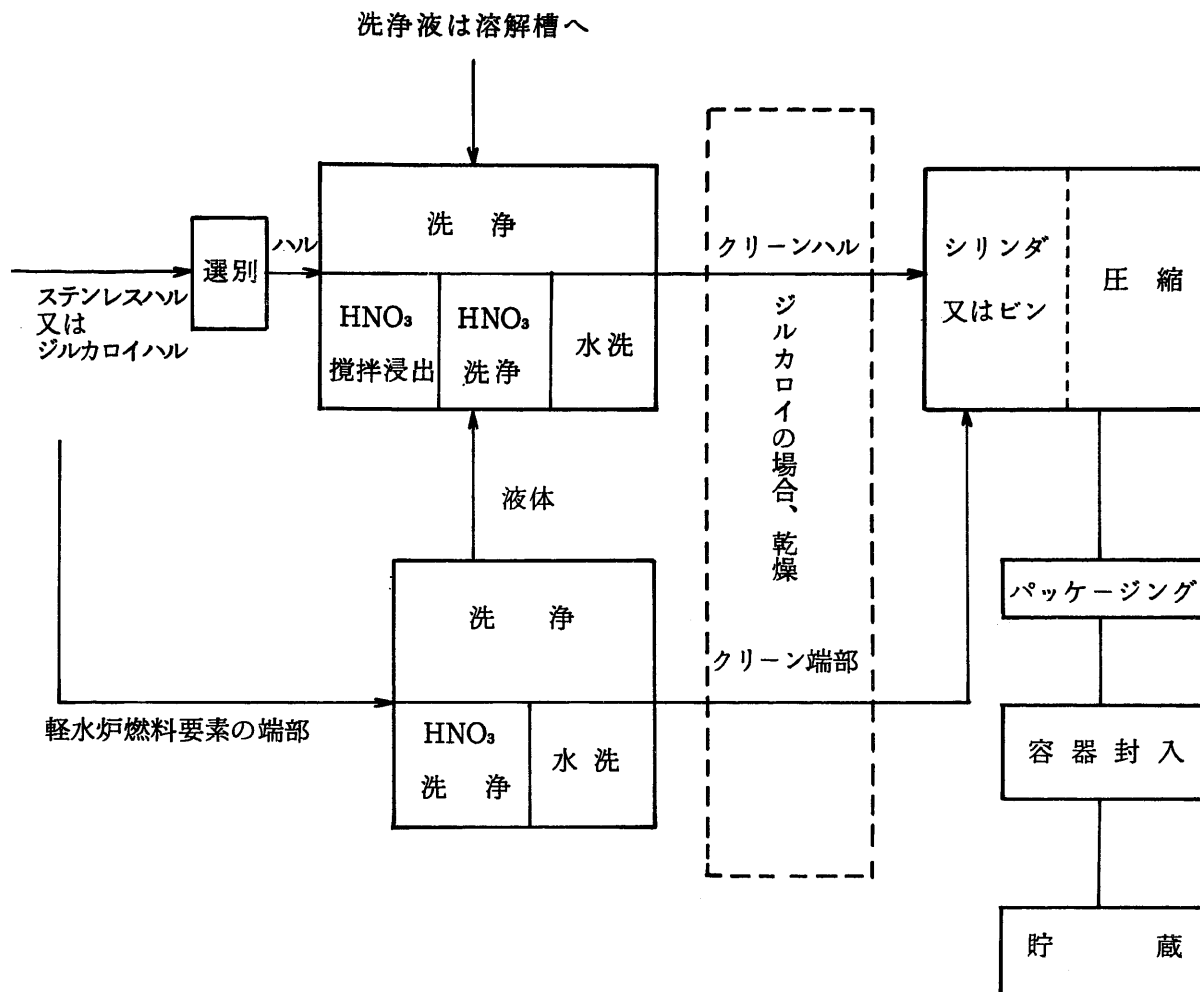 洗浄液は溶解槽へ
選別
ハル
ステンレスハル
又は
ジルカロイハル
洗 浄
HNO₃
攪拌浸出
HNO₃
洗浄
水洗
クリーンハル
ジルカロイの場合、乾燥
シリンダ
又はビン
圧 縮
液体
洗 浄
HNO₃
洗 浄
水 洗
軽水炉燃料要素の端部
クリーン端部
パッケージング
容 器 封 入
貯 蔵